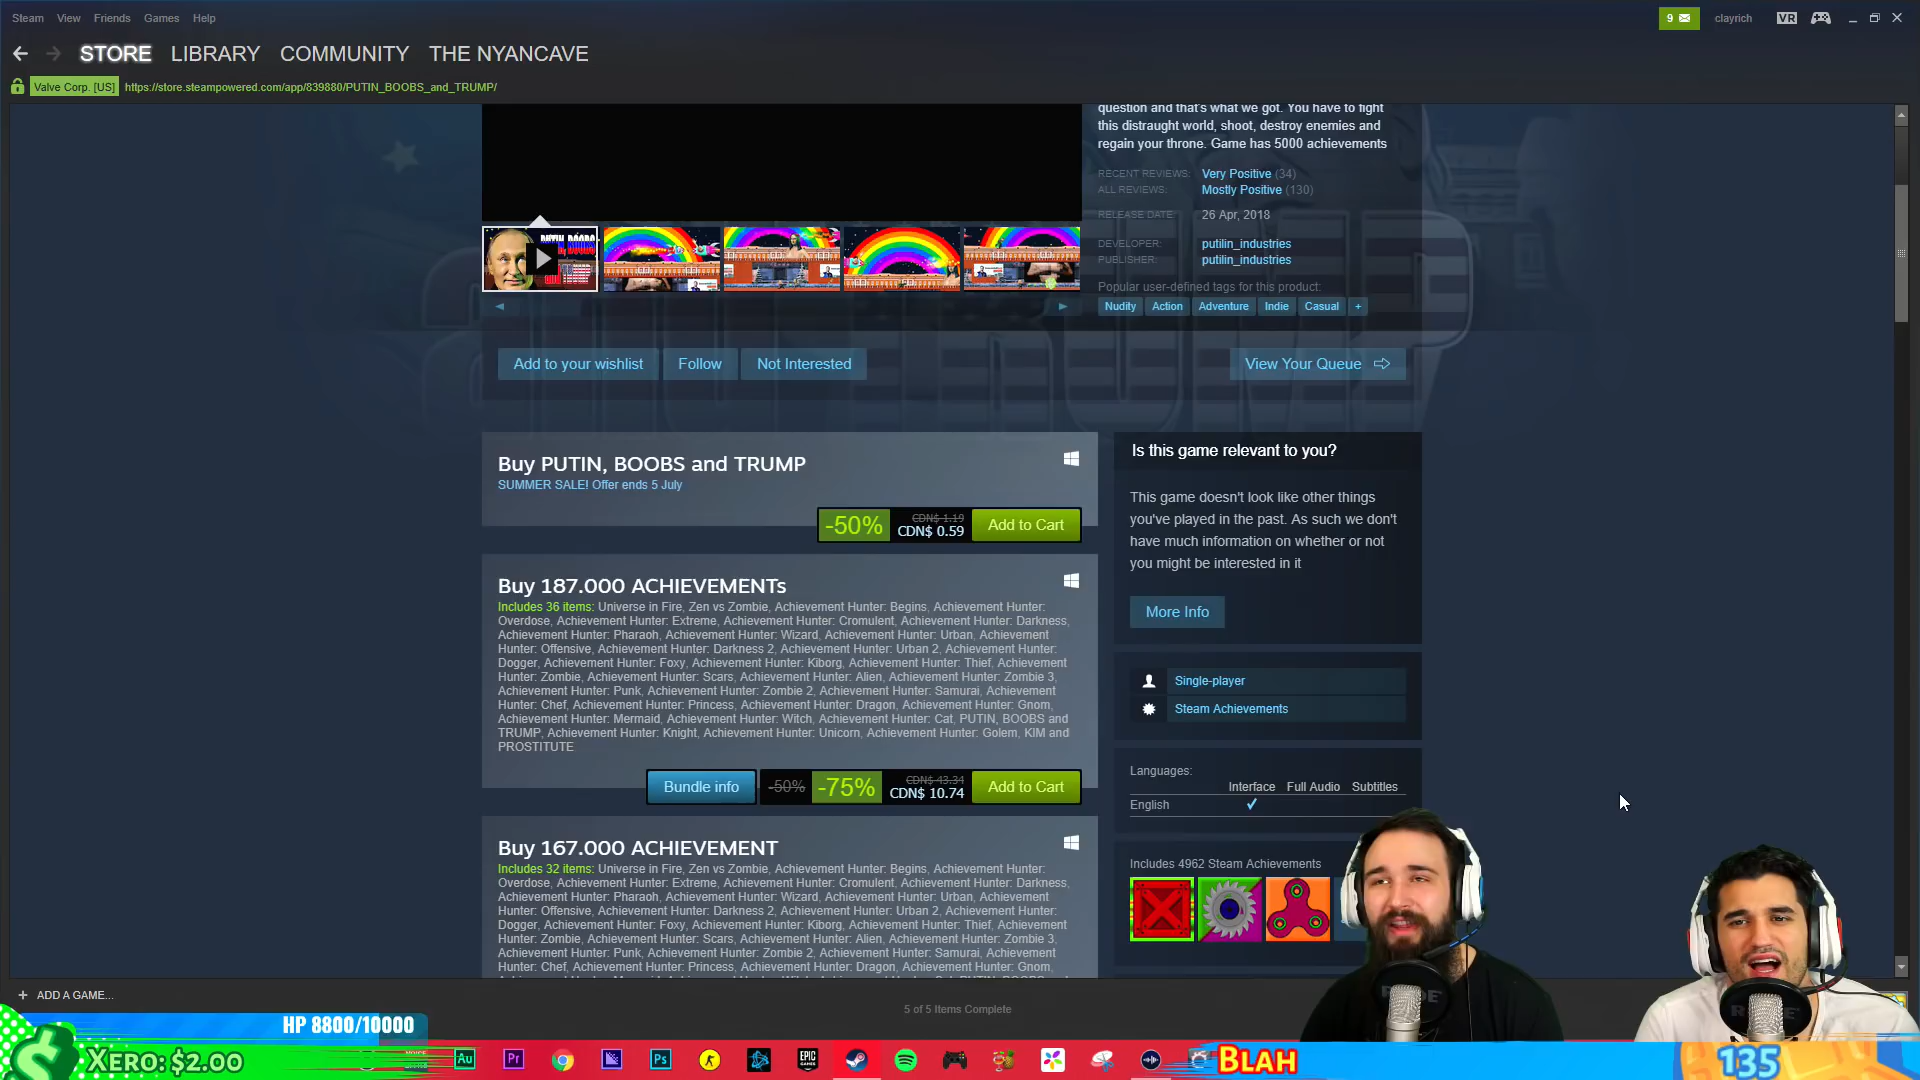 Steam View Friends Games Help
9 clayrich VR
STORE LIBRARY COMMUNITY THE NYANCAVE
Valve Corp. [US] https://store.steampowered.com/app/839880/PUTIN_BOOBS_and_TRUMP/
question and that's what we got. You have to fight
this distraught world, shoot, destroy enemies and
regain your throne. Game has 5000 achievements
RECENT REVIEWS: Very Positive (34)
ALL REVIEWS: Mostly Positive (130)
RELEASE DATE: 26 Apr, 2018
DEVELOPER: putilin_industries
PUBLISHER: putilin_industries
Popular user-defined tags for this product:
Nudity Action Adventure Indie Casual +
Add to your wishlist Follow Not Interested View Your Queue
Buy PUTIN, BOOBS and TRUMP
SUMMER SALE! Offer ends 5 July
-50% CDN$ 1.19 CDN$ 0.59 Add to Cart
Buy 187.000 ACHIEVEMENTs
Includes 36 items: Universe in Fire, Zen vs Zombie, Achievement Hunter: Begins, Achievement Hunter:
Overdose, Achievement Hunter: Extreme, Achievement Hunter: Cromulent, Achievement Hunter: Darkness,
Achievement Hunter: Pharaoh, Achievement Hunter: Wizard, Achievement Hunter: Urban, Achievement
Hunter: Offensive, Achievement Hunter: Darkness 2, Achievement Hunter: Urban 2, Achievement Hunter:
Dogger, Achievement Hunter: Foxy, Achievement Hunter: Kiborg, Achievement Hunter: Thief, Achievement
Hunter: Zombie, Achievement Hunter: Scars, Achievement Hunter: Alien, Achievement Hunter: Zombie 3,
Achievement Hunter: Punk, Achievement Hunter: Zombie 2, Achievement Hunter: Samurai, Achievement
Hunter: Chef, Achievement Hunter: Princess, Achievement Hunter: Dragon, Achievement Hunter: Gnom,
Achievement Hunter: Mermaid, Achievement Hunter: Witch, Achievement Hunter: Cat, PUTIN, BOOBS and
TRUMP, Achievement Hunter: Knight, Achievement Hunter: Unicorn, Achievement Hunter: Golem, KIM and
PROSTITUTE
Bundle info -50% -75% CDN$ 43.34 CDN$ 10.74 Add to Cart
Buy 167.000 ACHIEVEMENT
Includes 32 items: Universe in Fire, Zen vs Zombie, Achievement Hunter: Begins, Achievement Hunter:
Overdose, Achievement Hunter: Extreme, Achievement Hunter: Cromulent, Achievement Hunter: Darkness,
Achievement Hunter: Pharaoh, Achievement Hunter: Wizard, Achievement Hunter: Urban, Achievement
Hunter: Offensive, Achievement Hunter: Darkness 2, Achievement Hunter: Urban 2, Achievement Hunter:
Dogger, Achievement Hunter: Foxy, Achievement Hunter: Kiborg, Achievement Hunter: Thief, Achievement
Hunter: Zombie, Achievement Hunter: Scars, Achievement Hunter: Alien, Achievement Hunter: Zombie 3,
Achievement Hunter: Punk, Achievement Hunter: Zombie 2, Achievement Hunter: Samurai, Achievement
Hunter: Chef, Achievement Hunter: Princess, Achievement Hunter: Dragon, Achievement Hunter: Gnom,
Is this game relevant to you?
This game doesn't look like other things
you've played in the past. As such we don't
have much information on whether or not
you might be interested in it
More Info
Single-player
Steam Achievements
Languages:
Interface Full Audio Subtitles
English ✓
Includes 4962 Steam Achievements
+ ADD A GAME...
5 of 5 Items Complete
HP 8800/10000
XERO: $2.00
Au Pr Ps EPIC GAMES
BLAH
135